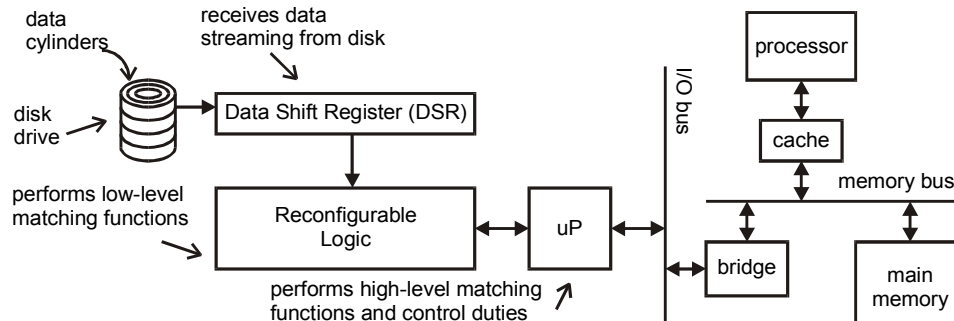 data
cylinders
receives data
streaming from disk
processor
I/O bus
disk
drive
Data Shift Register (DSR)
cache
memory bus
performs low-level
matching functions
Reconfigurable
Logic
uP
bridge
main
memory
performs high-level matching
functions and control duties